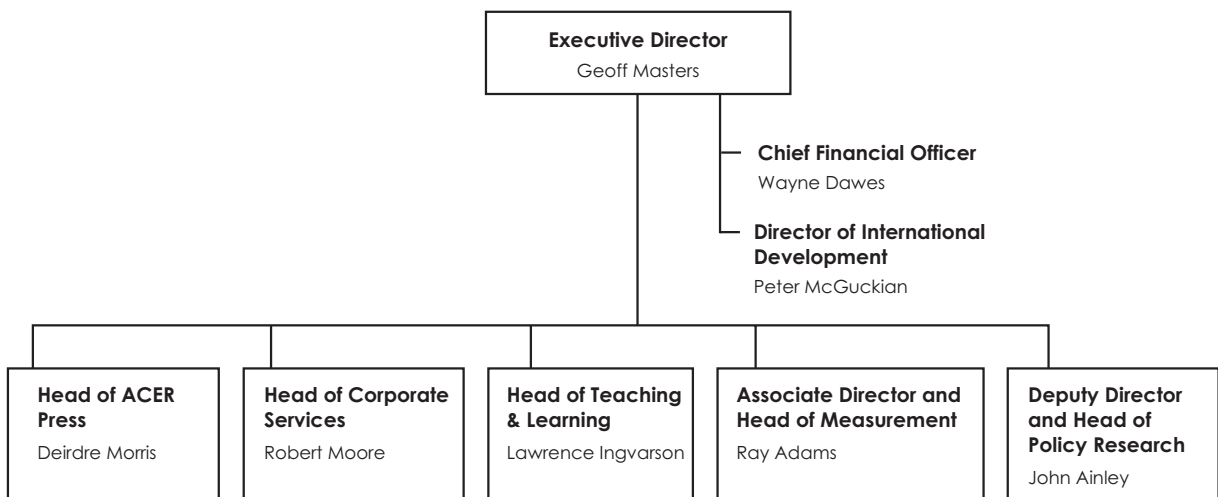 Executive Director
Geoff Masters
Chief Financial Officer
Wayne Dawes
Director of International
Development
Peter McGuckian
Head of ACER
Press
Deirdre Morris
Head of Corporate
Services
Robert Moore
Head of Teaching
& Learning
Lawrence Ingvarson
Associate Director and
Head of Measurement
Ray Adams
Deputy Director
and Head of
Policy Research
John Ainley